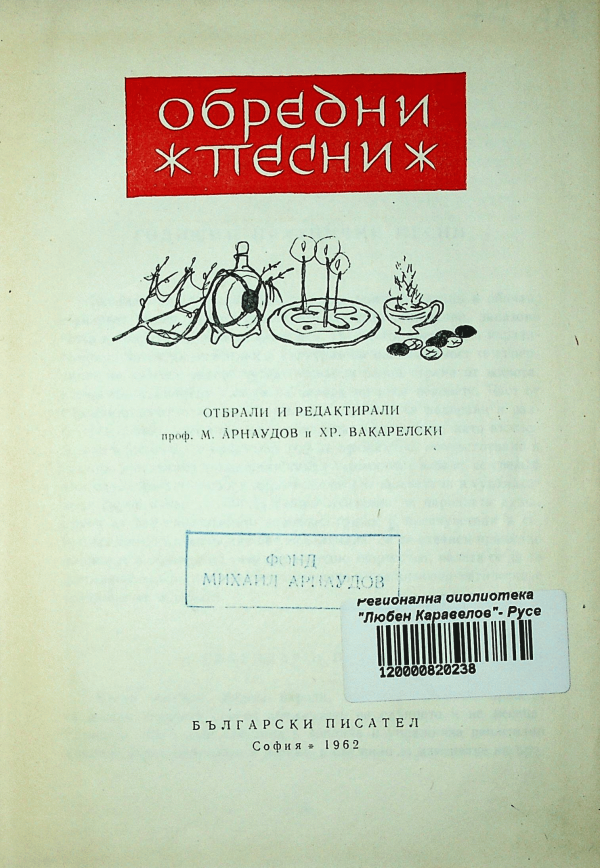 ОБРЕДНИ
*ПЕСНИ*
ОТБРАЛИ И РЕДАКТИРАЛИ
проф. М. АРНАУДОВ и ХР. ВАКАРЕЛСКИ
ФОНД
МИХАИЛ АРНАУДОВ
Регионална библиотека
"Любен Каравелов"- Русе
120000820238
БЪЛГАРСКИ ПИСАТЕЛ
София * 1962